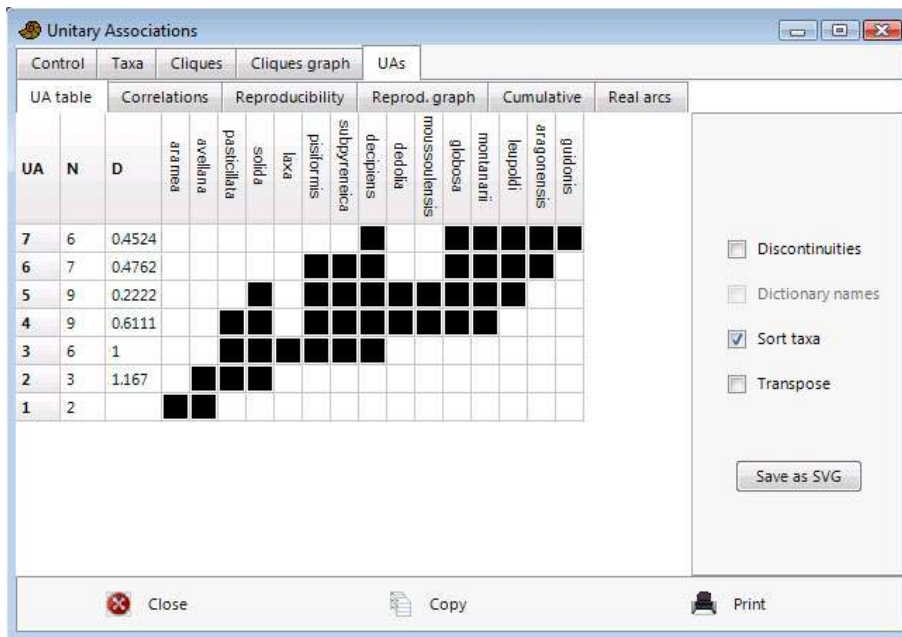 Unitary Associations
Control Taxa Cliques Cliques graph UAs
UA table Correlations Reproducibility Reprod. graph Cumulative Real arcs
UA N D aramea avellana pasticillata solida laxa pisiformis subpyreneica decipiens dedolia moussoulensis globosa montanarii leupoldi aragonensis guidonis
7 6 0.4524
6 7 0.4762
5 9 0.2222
4 9 0.6111
3 6 1
2 3 1.167
1 2
Discontinuities
Dictionary names
Sort taxa
Transpose
Save as SVG
Close Copy Print